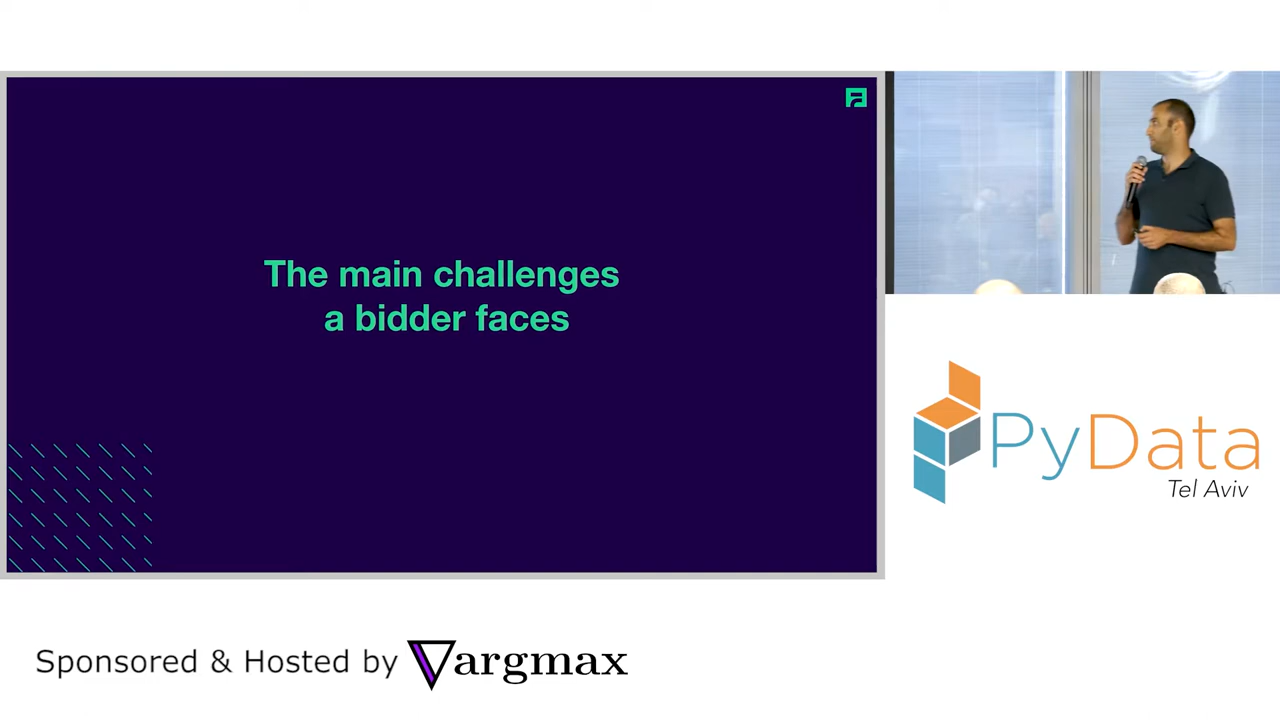 The main challenges
a bidder faces
PyData
Tel Aviv
Sponsored & Hosted by argmax